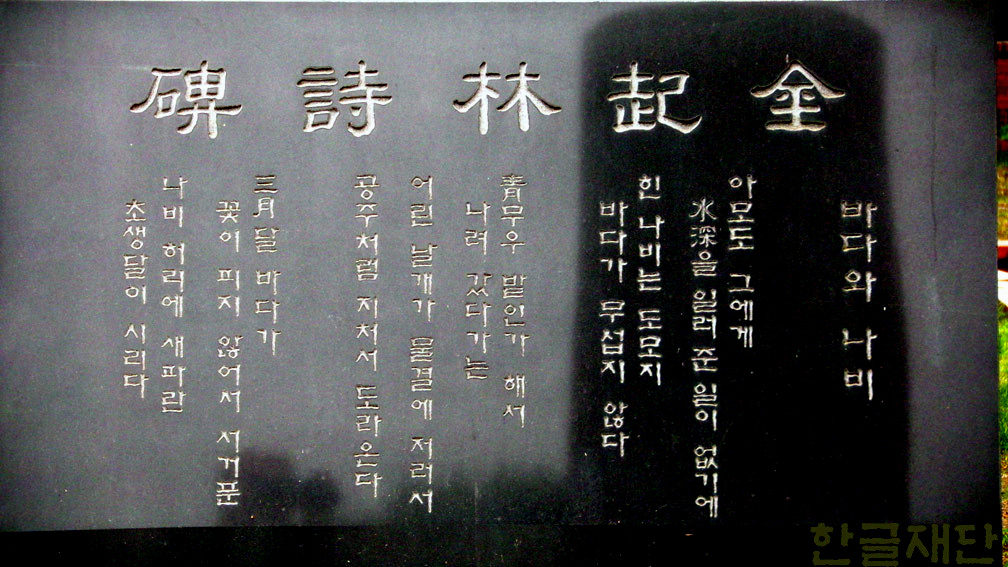 金起林詩碑
바다와 나비
아모도 그에게
水深을 일러 준 일이 없기에
힌 나비는 도모지
바다가 무섭지 않다
靑무우 밭인가 해서
나려 갔다가는
어린 날개가 물결에 저러서
공주처럼 지처서 도라온다
三月달 바다가
꽃이 피지 않어서 서거푼
나비 허리에 새파란
초생달이 시리다
한글재단